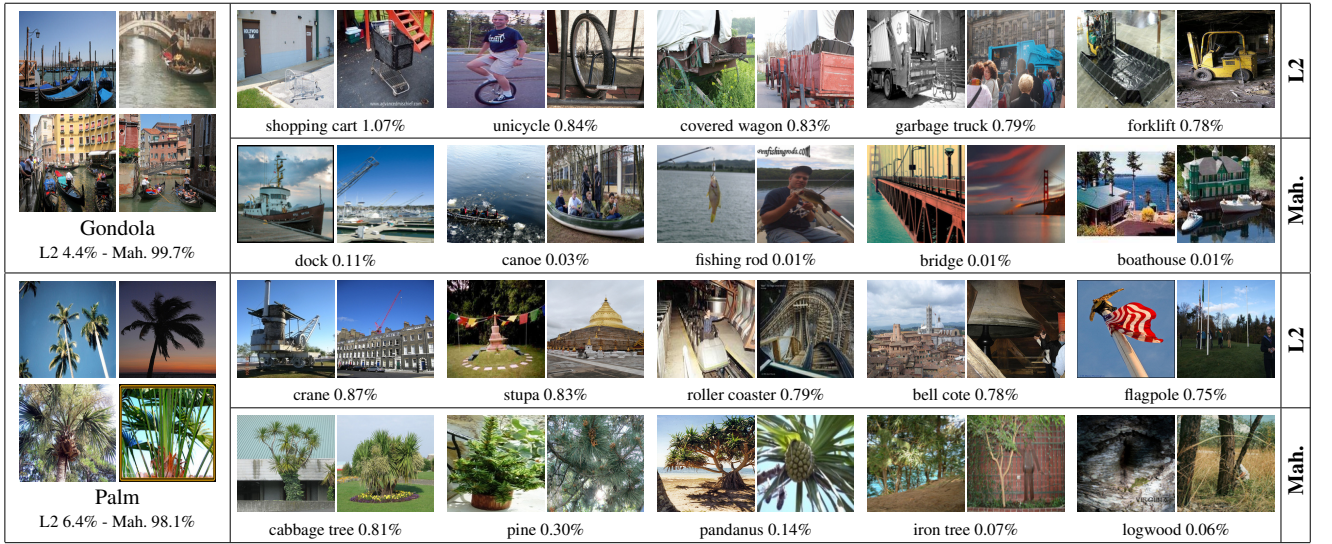 shopping cart 1.07%
unicycle 0.84%
covered wagon 0.83%
garbage truck 0.79%
forklift 0.78%
L2
dock 0.11%
canoe 0.03%
fishing rod 0.01%
bridge 0.01%
boathouse 0.01%
Mah.
Gondola
L2 4.4% - Mah. 99.7%
crane 0.87%
stupa 0.83%
roller coaster 0.79%
bell cote 0.78%
flagpole 0.75%
L2
cabbage tree 0.81%
pine 0.30%
pandanus 0.14%
iron tree 0.07%
logwood 0.06%
Mah.
Palm
L2 6.4% - Mah. 98.1%